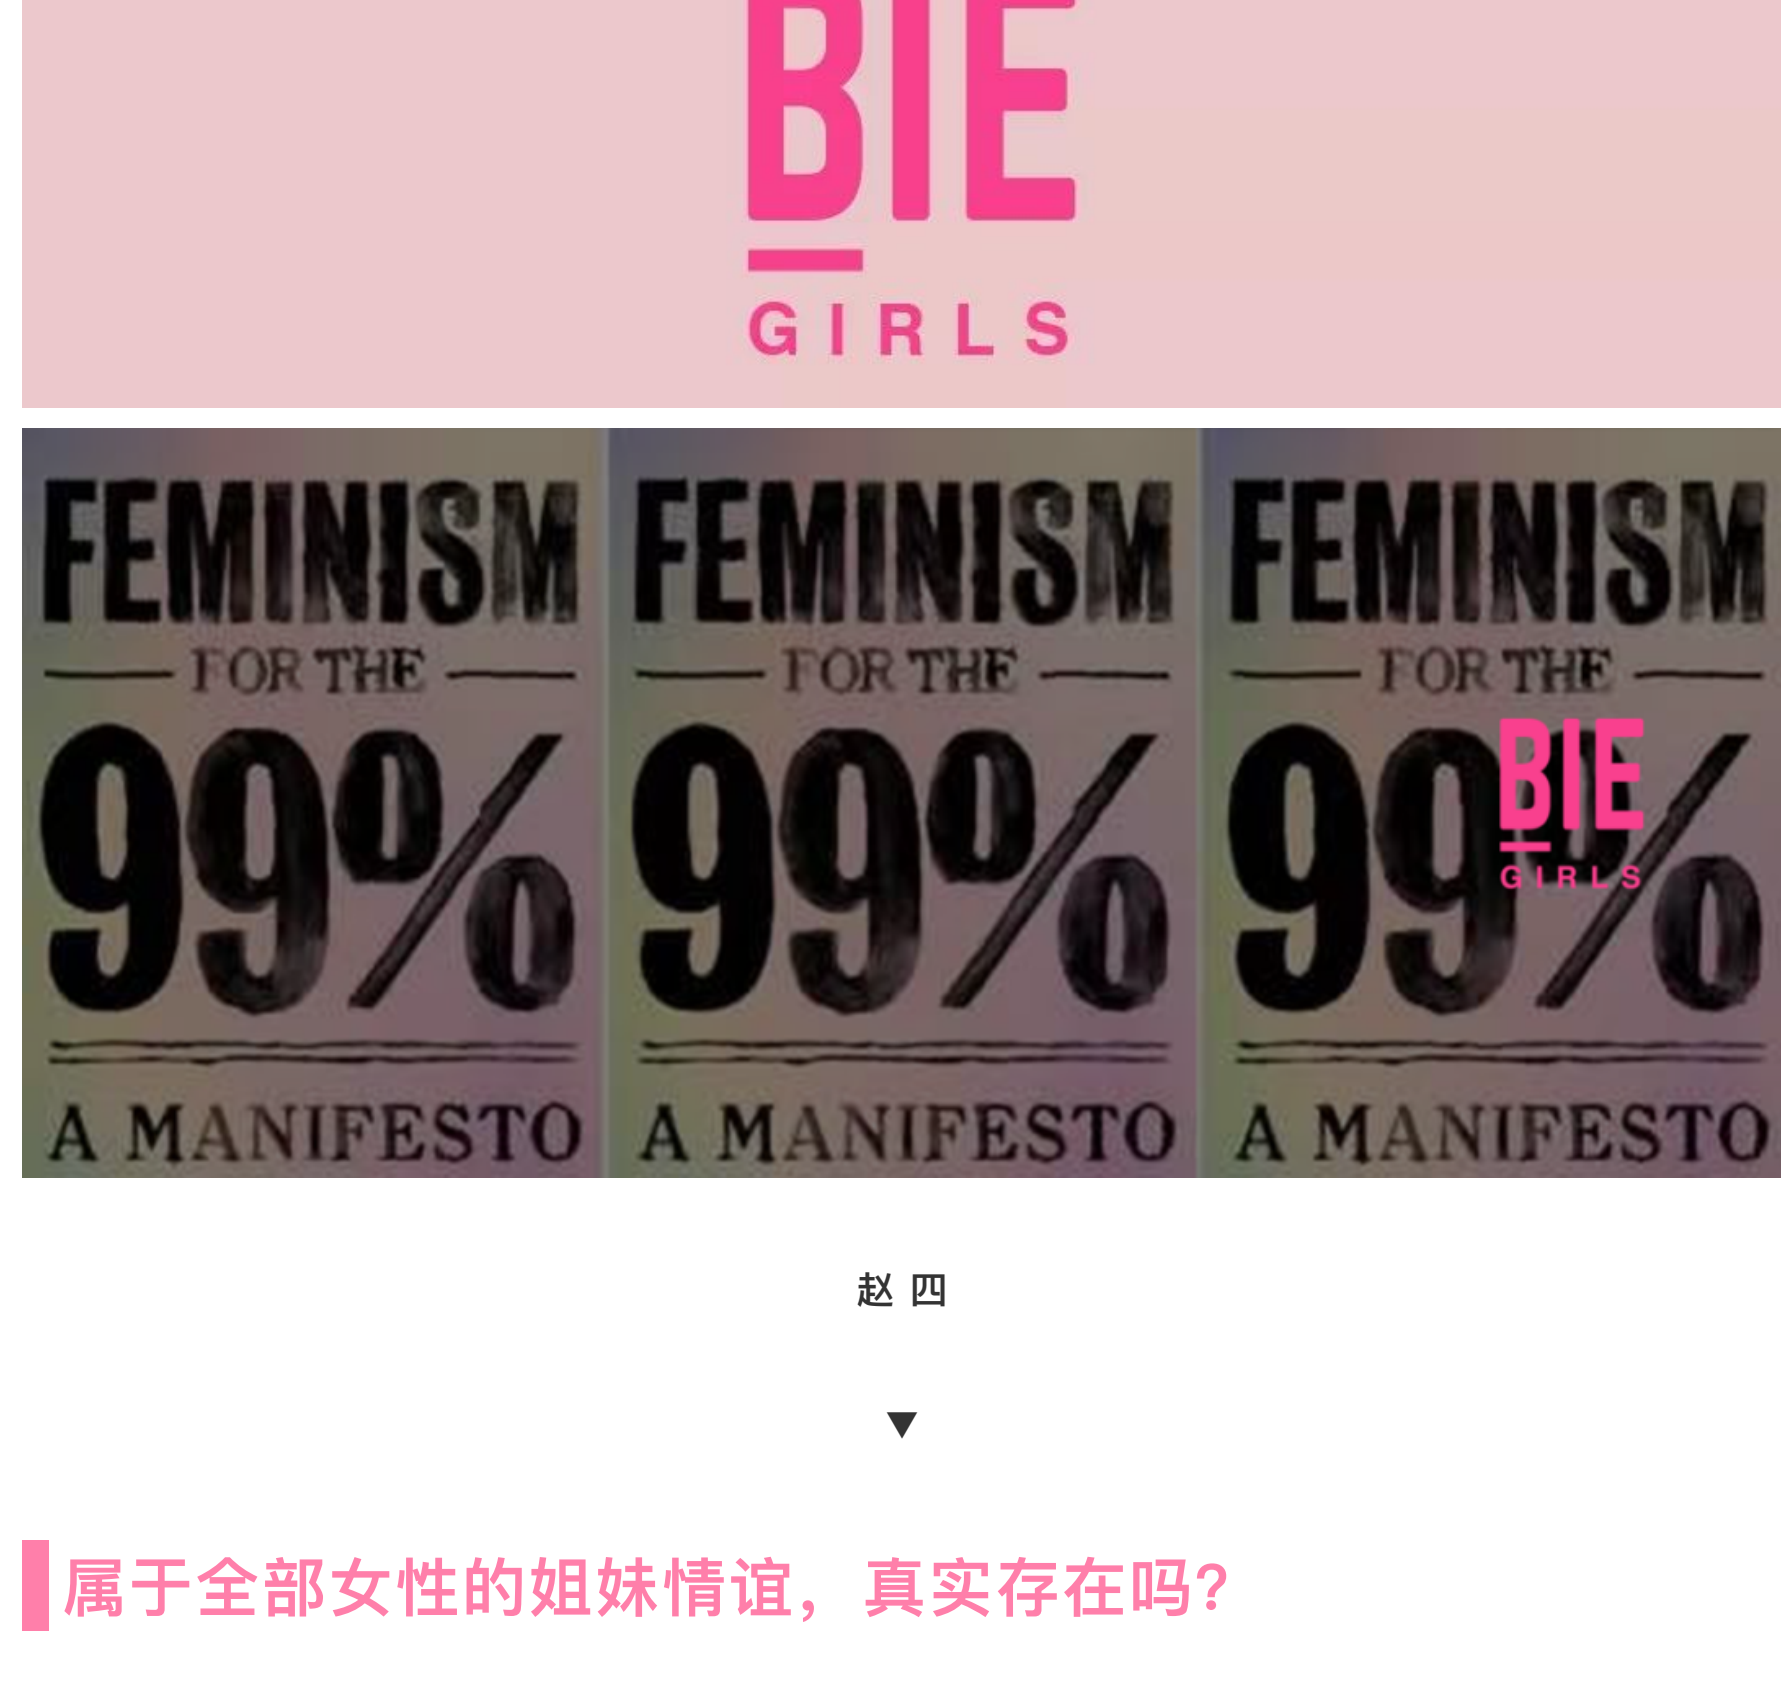 BIE
GIRLS
FEMINISM FEMINISM FEMINISM
FOR THE FOR THE FOR THE
99% 99% 99%
BIE
GIRLS
A MANIFESTO A MANIFESTO A MANIFESTO
赵四
▼
属于全部女性的姐妹情谊，真实存在吗？